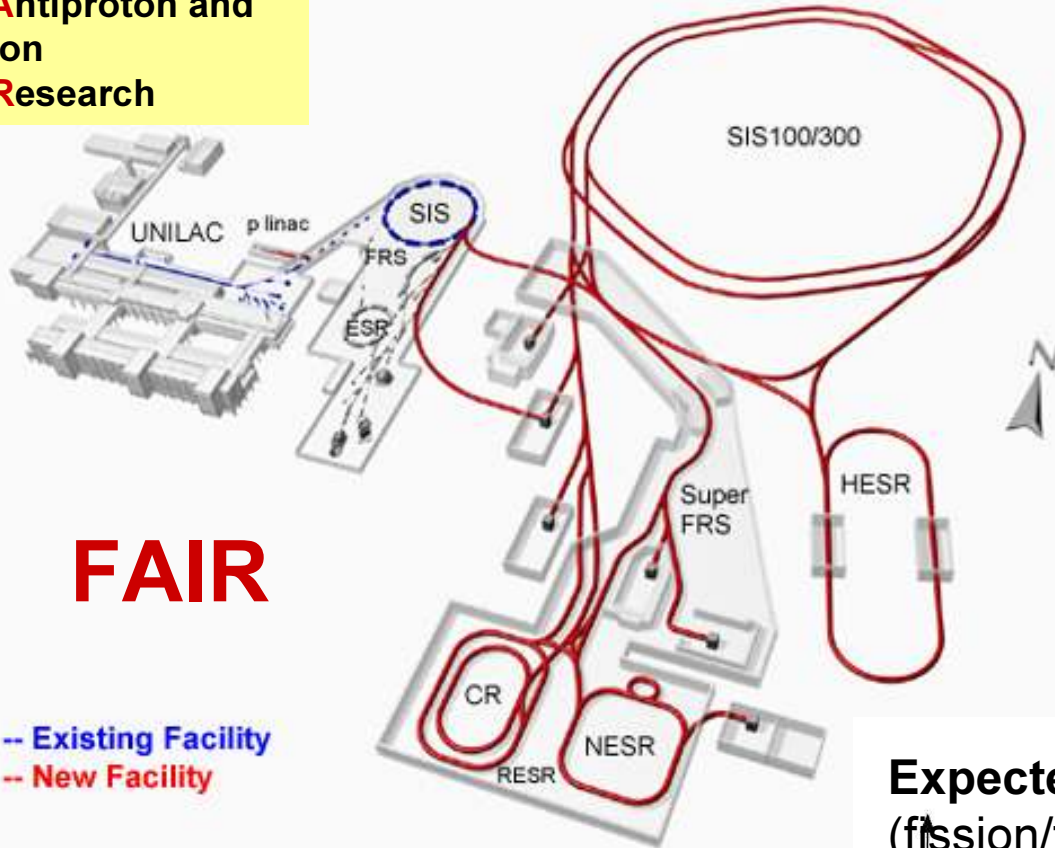 Antiproton and
on
Research
SIS100/300
SIS
p linac
UNILAC
FRS
ESR
N
HESR
Super
FRS
FAIR
CR
NESR
RESR
-- Existing Facility
-- New Facility
Expecte
(fission/